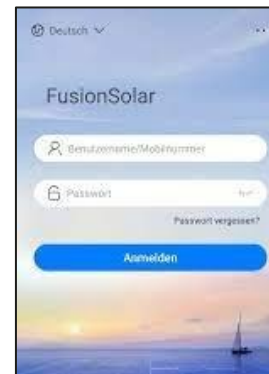 Deutsch
FusionSolar
Benutzername/Mobilnummer
Passwort
Passwort vergessen?
Anmelden